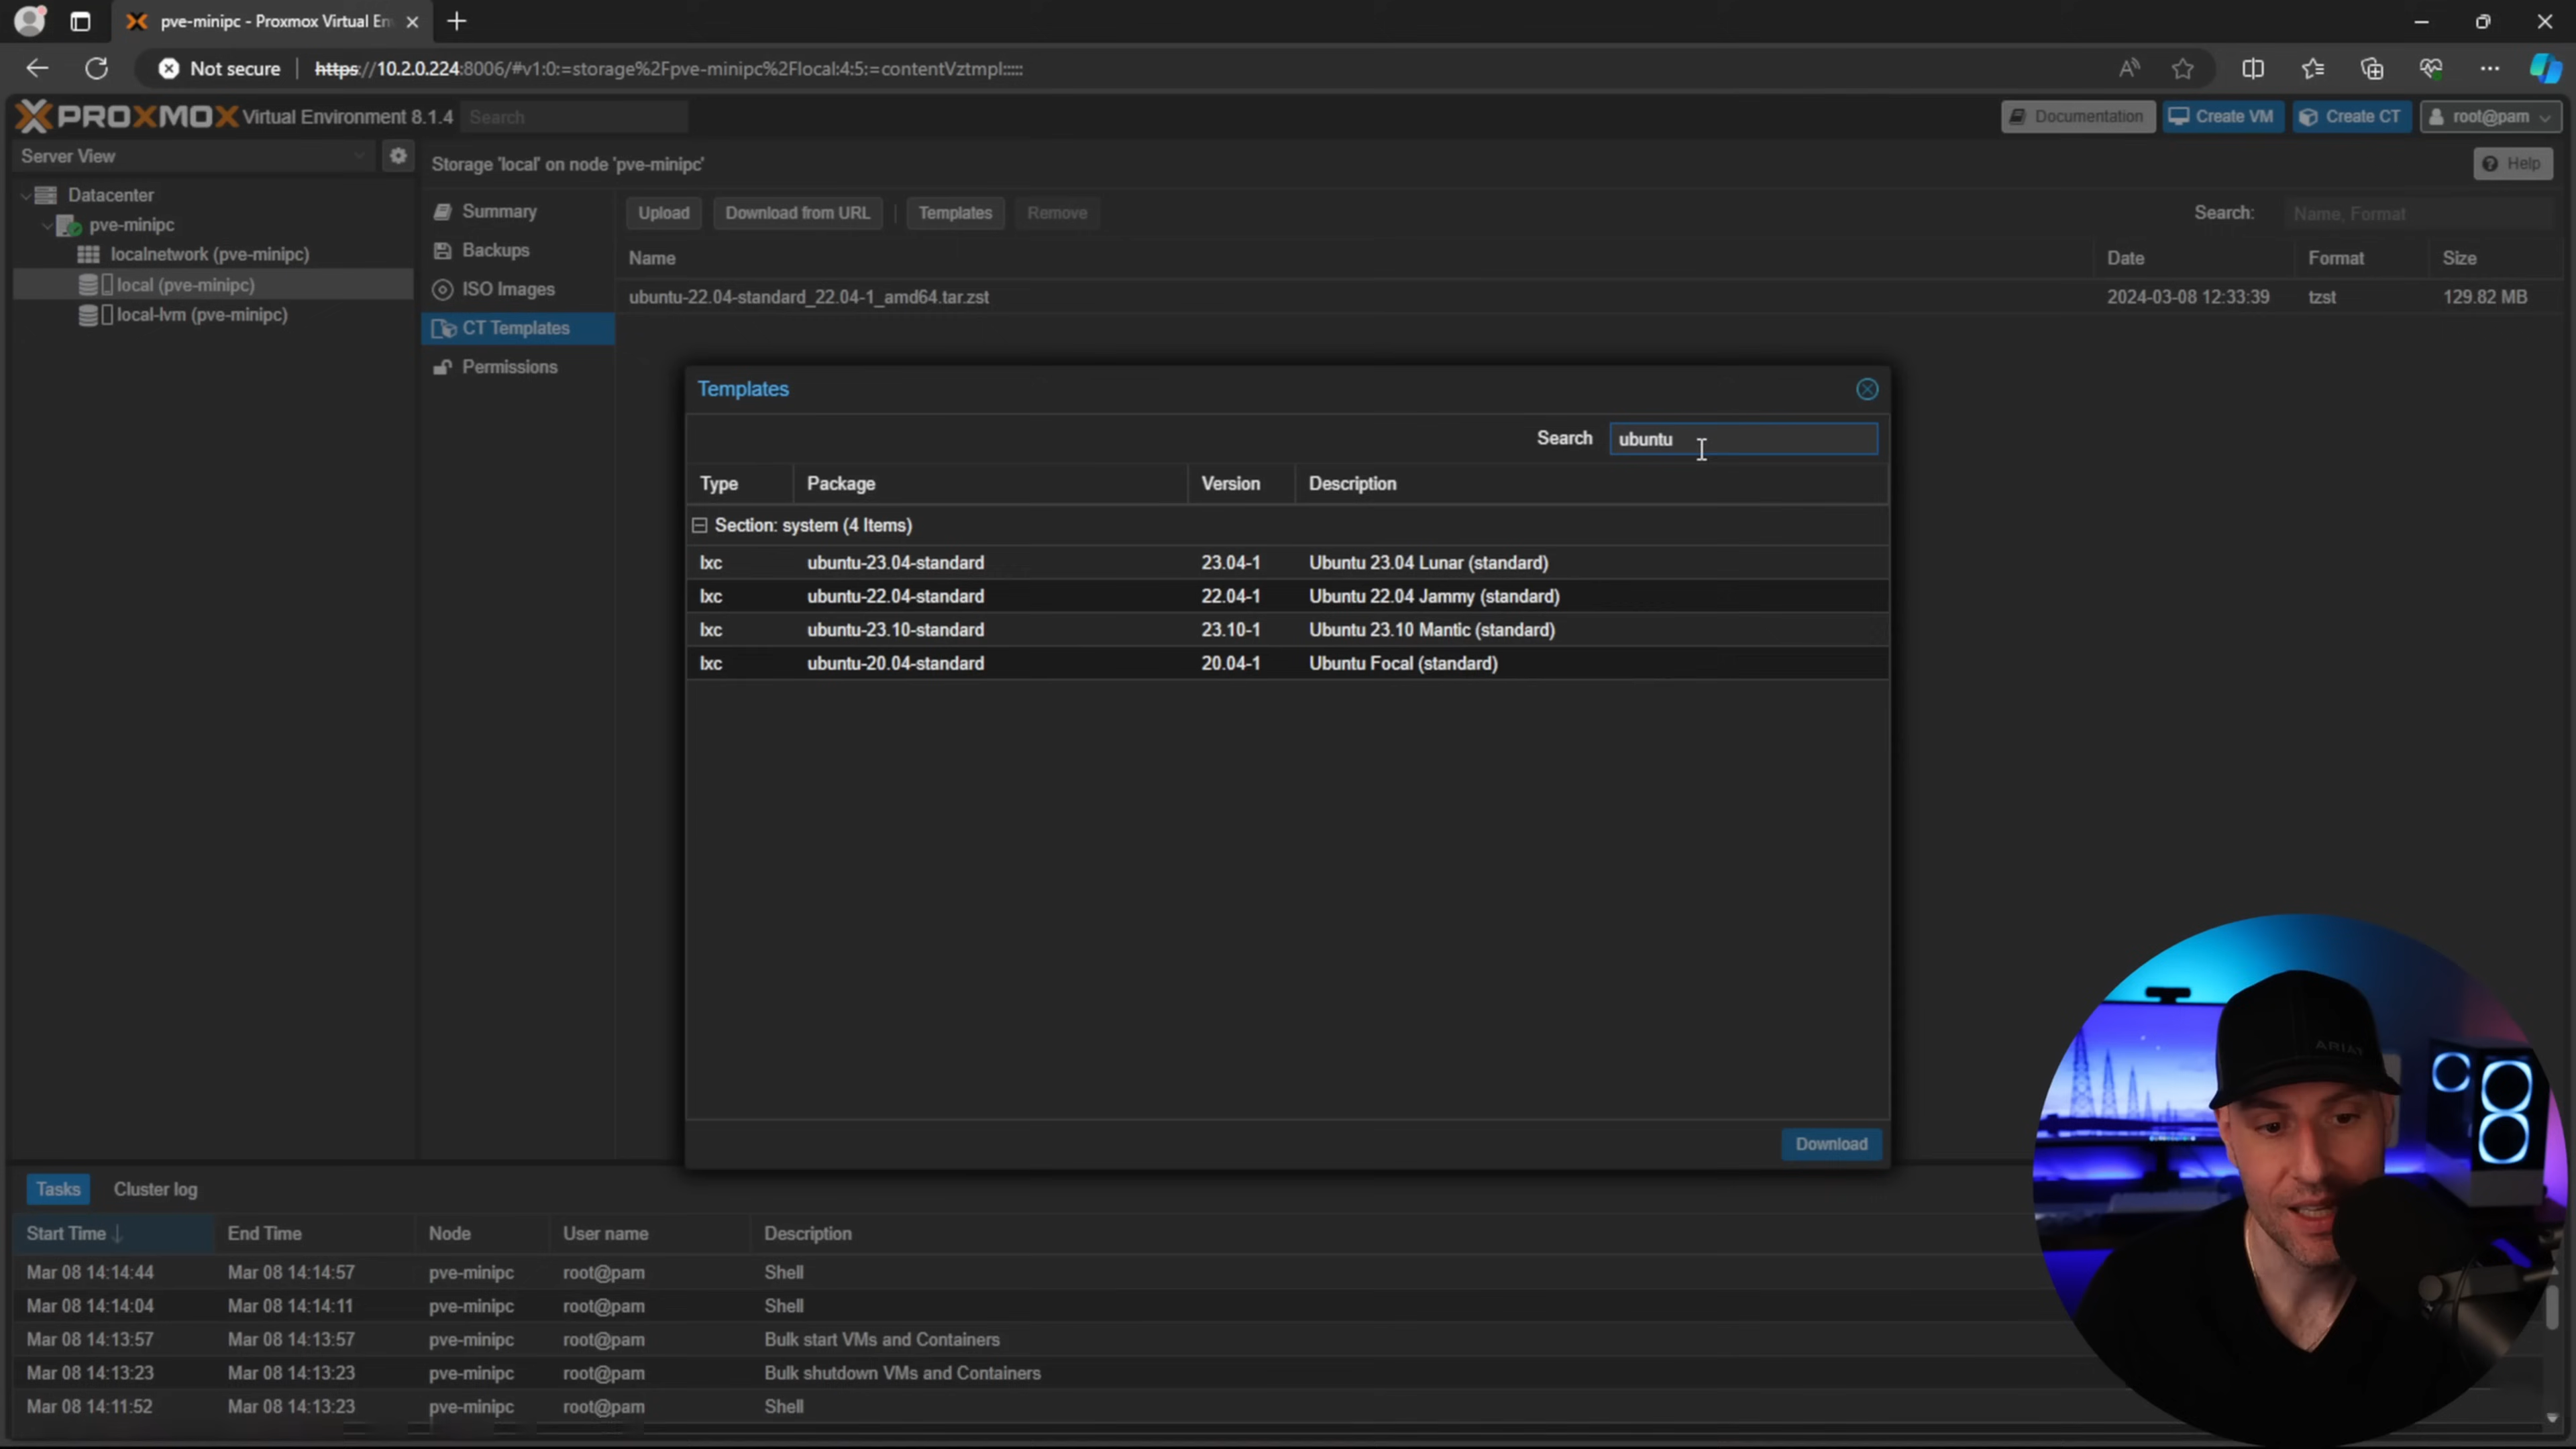 pve-minipc - Proxmox Virtual En
Not secure | https://10.2.0.224:8006/#v1:0:=storage%2Fpve-minipc%2Flocal:4:5:=contentVztmpl:::::
PROXMOX Virtual Environment 8.1.4 Search Documentation Create VM Create CT root@pam
Server View
Storage 'local' on node 'pve-minipc' Help
Datacenter
pve-minipc
localnetwork (pve-minipc)
local (pve-minipc)
local-lvm (pve-minipc)
Summary
Backups
ISO Images
CT Templates
Permissions
Upload Download from URL Templates Remove Search: Name, Format
Name Date Format Size
ubuntu-22.04-standard_22.04-1_amd64.tar.zst 2024-03-08 12:33:39 tzst 129.82 MB
Templates
Search ubuntu
Type Package Version Description
Section: system (4 Items)
lxc ubuntu-23.04-standard 23.04-1 Ubuntu 23.04 Lunar (standard)
lxc ubuntu-22.04-standard 22.04-1 Ubuntu 22.04 Jammy (standard)
lxc ubuntu-23.10-standard 23.10-1 Ubuntu 23.10 Mantic (standard)
lxc ubuntu-20.04-standard 20.04-1 Ubuntu Focal (standard)
Download
Tasks Cluster log
Start Time End Time Node User name Description
Mar 08 14:14:44 Mar 08 14:14:57 pve-minipc root@pam Shell
Mar 08 14:14:04 Mar 08 14:14:11 pve-minipc root@pam Shell
Mar 08 14:13:57 Mar 08 14:13:57 pve-minipc root@pam Bulk start VMs and Containers
Mar 08 14:13:23 Mar 08 14:13:23 pve-minipc root@pam Bulk shutdown VMs and Containers
Mar 08 14:11:52 Mar 08 14:13:23 pve-minipc root@pam Shell
ARIAT